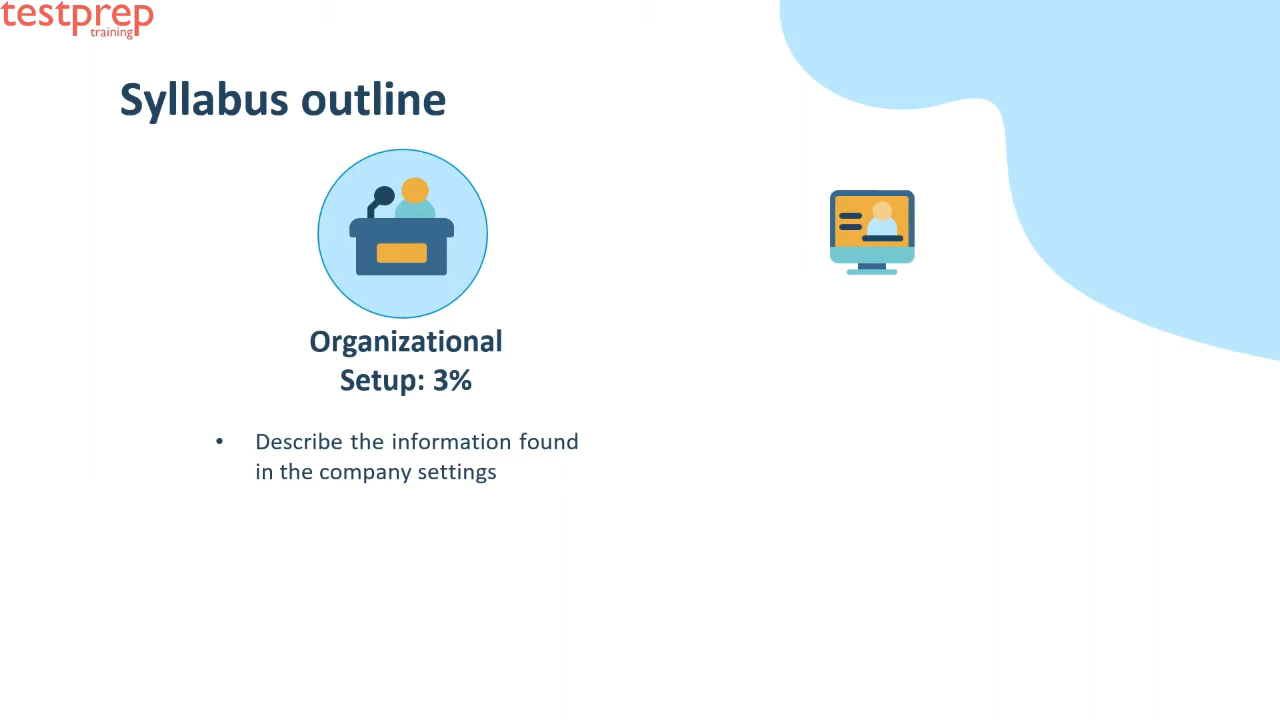 testprep
training
Syllabus outline
Organizational
Setup: 3%
• Describe the information found
in the company settings